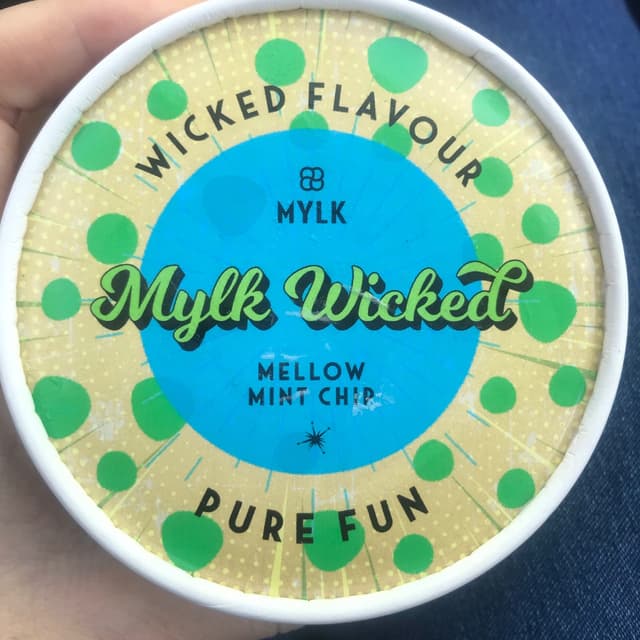 WICKED FLAVOUR
MYLK
Mylk Wicked
MELLOW
MINT CHIP
PURE FUN